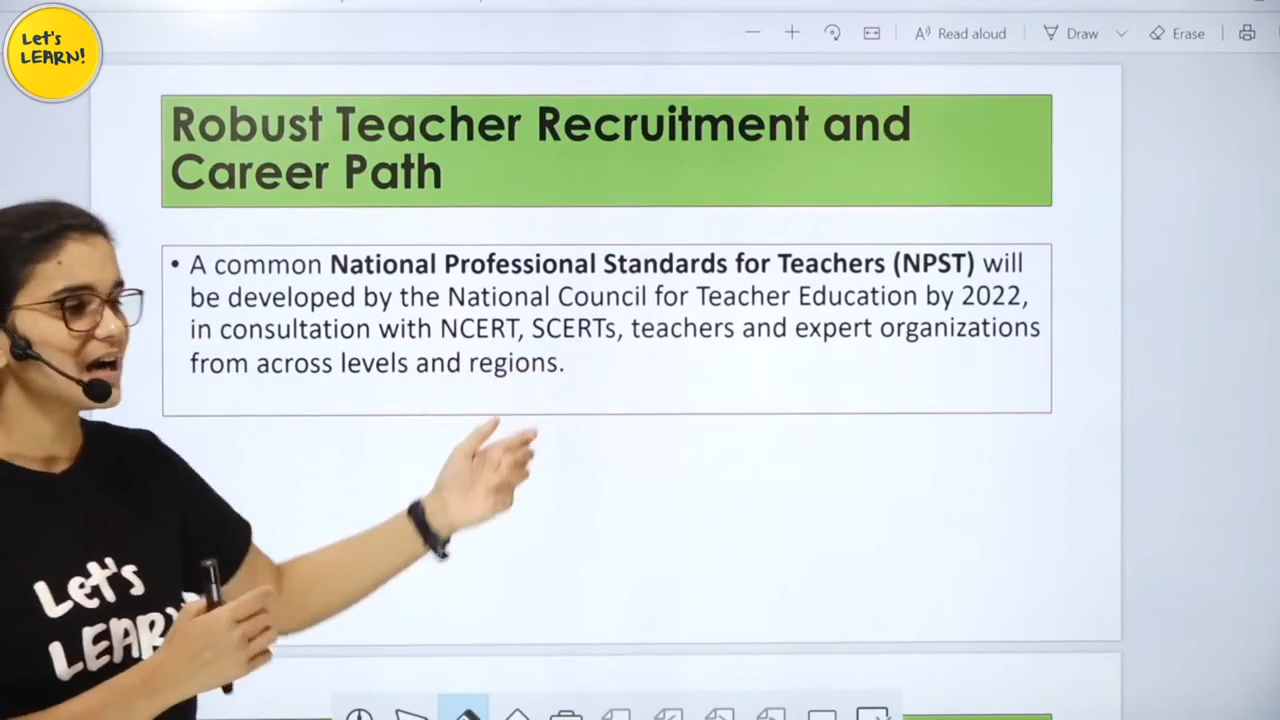 Let's
LEARN!
Read aloud
Draw
Erase
Robust Teacher Recruitment and
Career Path
• A common National Professional Standards for Teachers (NPST) will
be developed by the National Council for Teacher Education by 2022,
in consultation with NCERT, SCERTs, teachers and expert organizations
from across levels and regions.
Let's
LEARN